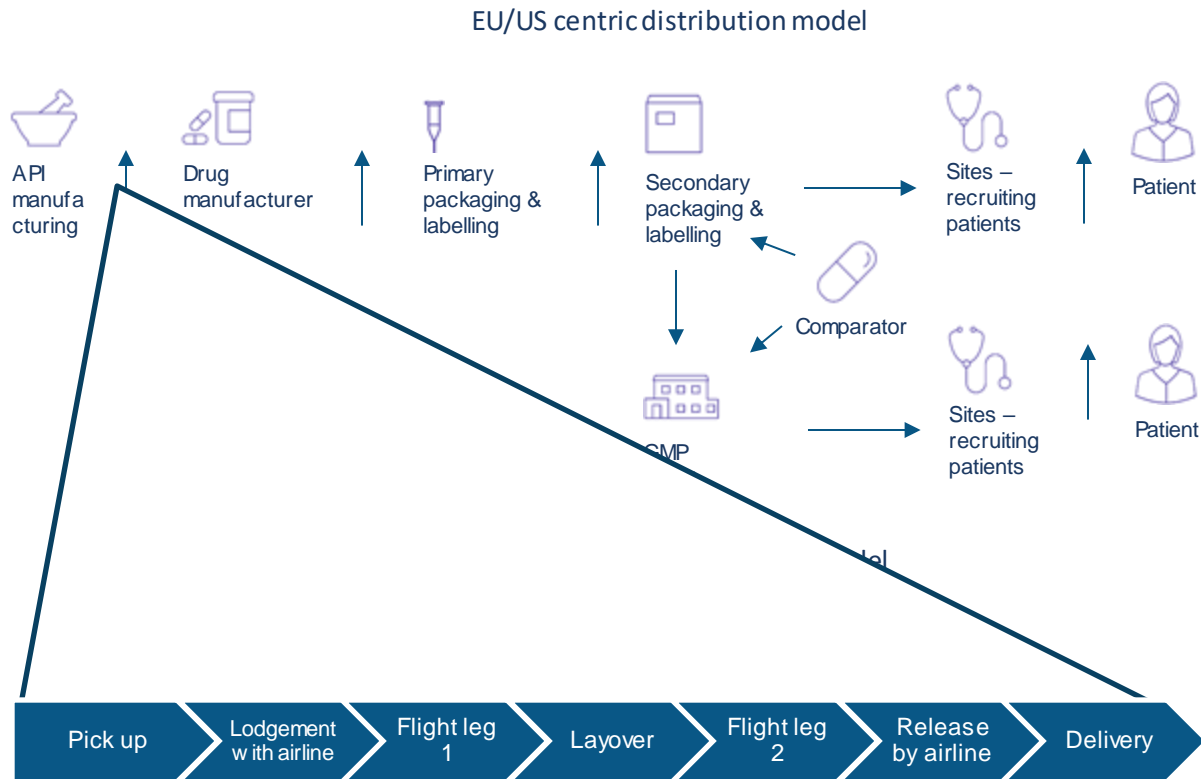 EU/US centric distribution model
API
manufa
cturing
Drug
manufacturer
Primary
packaging &
labelling
Secondary
packaging &
labelling
Sites –
recruiting
patients
Patient
Comparator
GMP
Sites –
recruiting
patients
Patient
Pick up
Lodgement
with airline
Flight leg
1
Layover
Flight leg
2
Release
by airline
Delivery